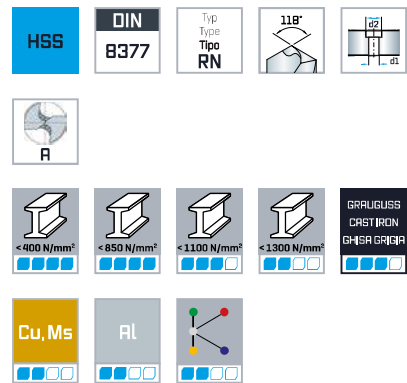 HSS
DIN
8377
Typ
Type
Tipo
RN
118°
d2
d1
A
<400 N/mm²
<850 N/mm²
<1100 N/mm²
<1300 N/mm²
GRAUGUSS
CAST IRON
GHISA GRIGIA
Cu, Ms
Al